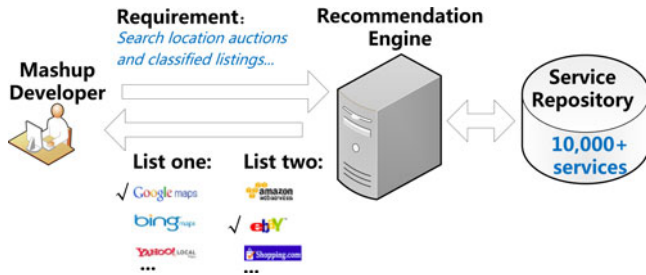 Requirement:
Search location auctions
and classified listings...
Recommendation
Engine
Mashup
Developer
Service
Repository
10,000+
services
List one:
List two:
√ Google maps
amazon
webservices
bing maps
√ ebY™
YAHOO! LOCAL
Shopping.com
...
...